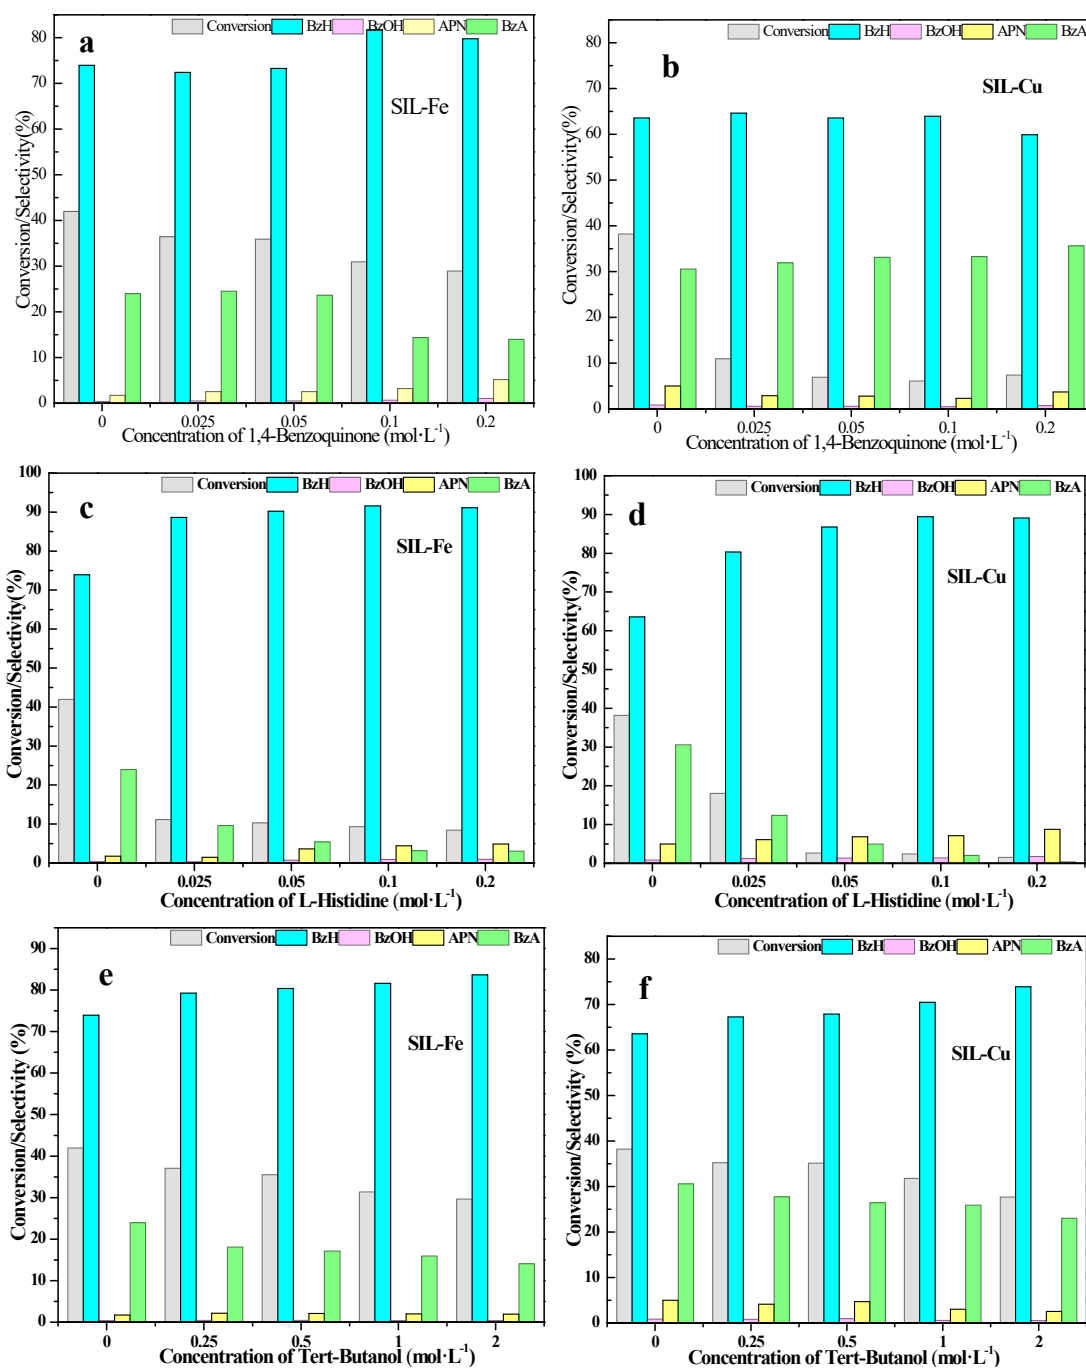 Conversion BzH BzOH APN BzA
a
SIL-Fe
Conversion/Selectivity(%)
80
70
60
50
40
30
20
10
0
0 0.025 0.05 0.1 0.2
Concentration of 1,4-Benzoquinone (mol·L-1)
Conversion BzH BzOH APN BzA
b
SIL-Cu
Conversion/Selectivity(%)
80
70
60
50
40
30
20
10
0
0 0.025 0.05 0.1 0.2
Concentration of 1,4-Benzoquinone (mol·L-1)
Conversion BzH BzOH APN BzA
c
SIL-Fe
Conversion/Selectivity(%)
100
90
80
70
60
50
40
30
20
10
0
0 0.025 0.05 0.1 0.2
Concentration of L-Histidine (mol·L-1)
Conversion BzH BzOH APN BzA
d
SIL-Cu
Conversion/Selectivity(%)
100
90
80
70
60
50
40
30
20
10
0
0 0.025 0.05 0.1 0.2
Concentration of L-Histidine (mol·L-1)
Conversion BzH BzOH APN BzA
e
SIL-Fe
Conversion/Selectivity (%)
90
80
70
60
50
40
30
20
10
0
0 0.25 0.5 1 2
Concentration of Tert-Butanol (mol·L-1)
Conversion BzH BzOH APN BzA
f
SIL-Cu
Conversion/Selectivity (%)
80
70
60
50
40
30
20
10
0
0 0.25 0.5 1 2
Concentration of Tert-Butanol (mol·L-1)